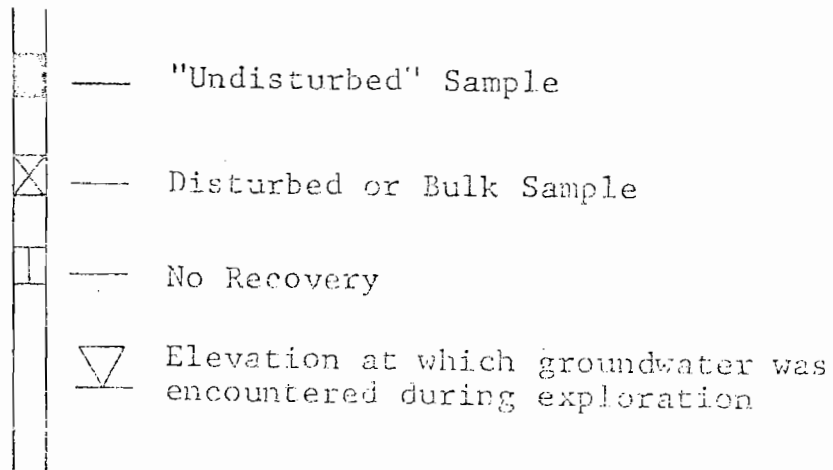 "Undisturbed" Sample
Disturbed or Bulk Sample
No Recovery
Elevation at which groundwater was
encountered during exploration